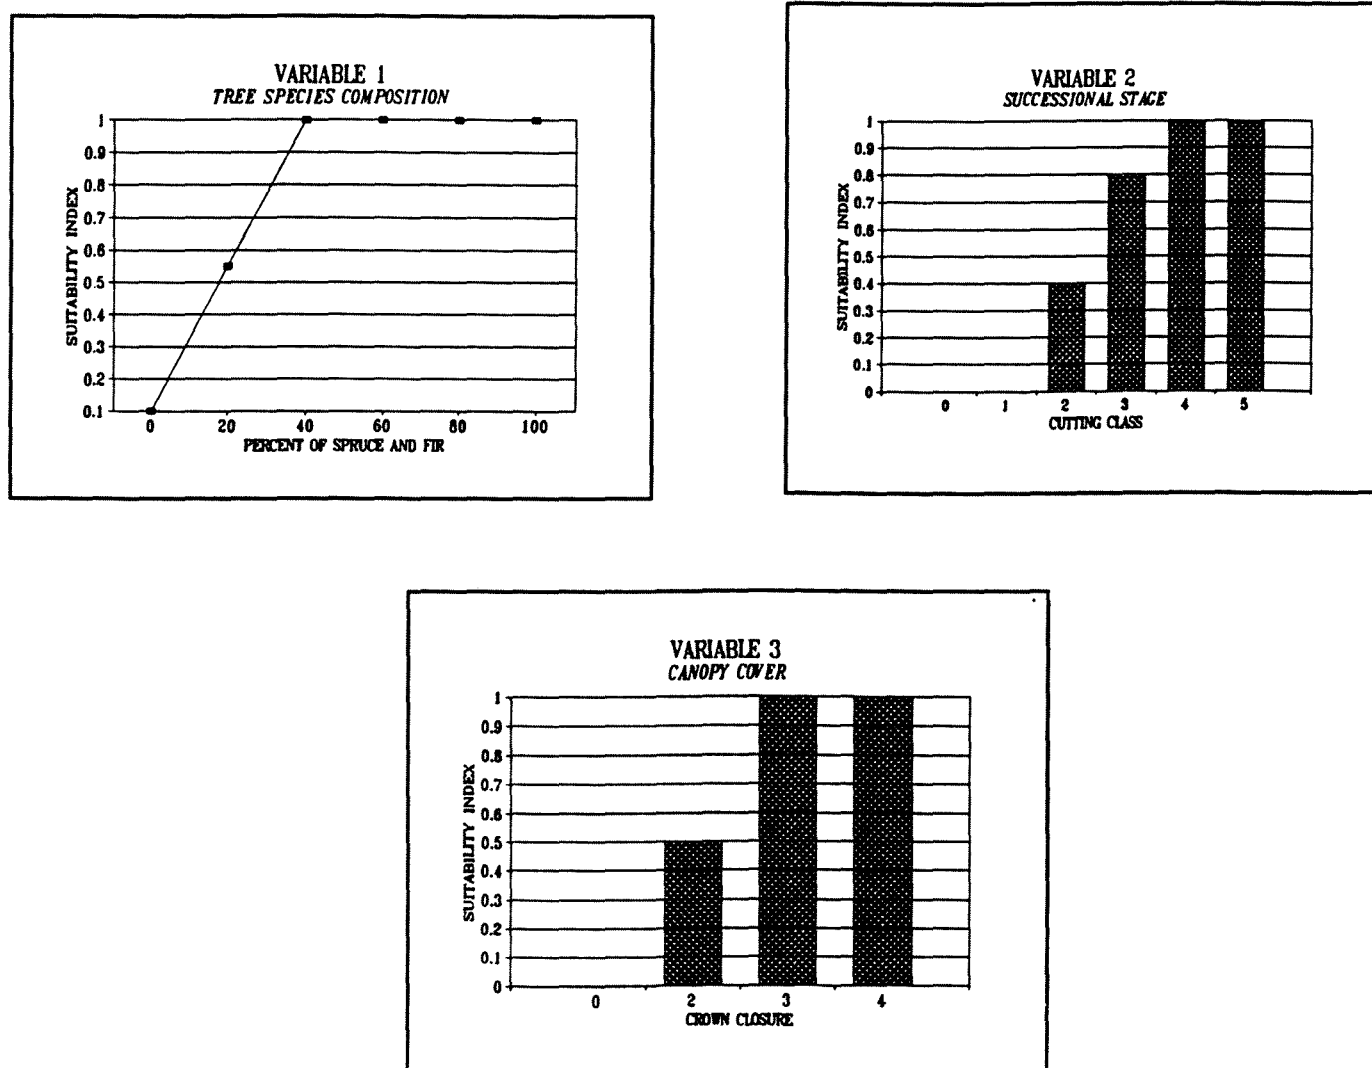 VARIABLE 1
TREE SPECIES COMPOSITION
1
0.9
0.8
0.7
0.6
0.5
0.4
0.3
0.2
0.1
SUITABILITY INDEX
0 20 40 60 80 100
PERCENT OF SPRUCE AND FIR
VARIABLE 2
SUCCESSIONAL STAGE
1
0.9
0.8
0.7
0.6
0.5
0.4
0.3
0.2
0.1
0
SUITABILITY INDEX
0 1 2 3 4 5
CUTTING CLASS
VARIABLE 3
CANOPY COVER
1
0.9
0.8
0.7
0.6
0.5
0.4
0.3
0.2
0.1
0
SUITABILITY INDEX
0 2 3 4
CROWN CLOSURE